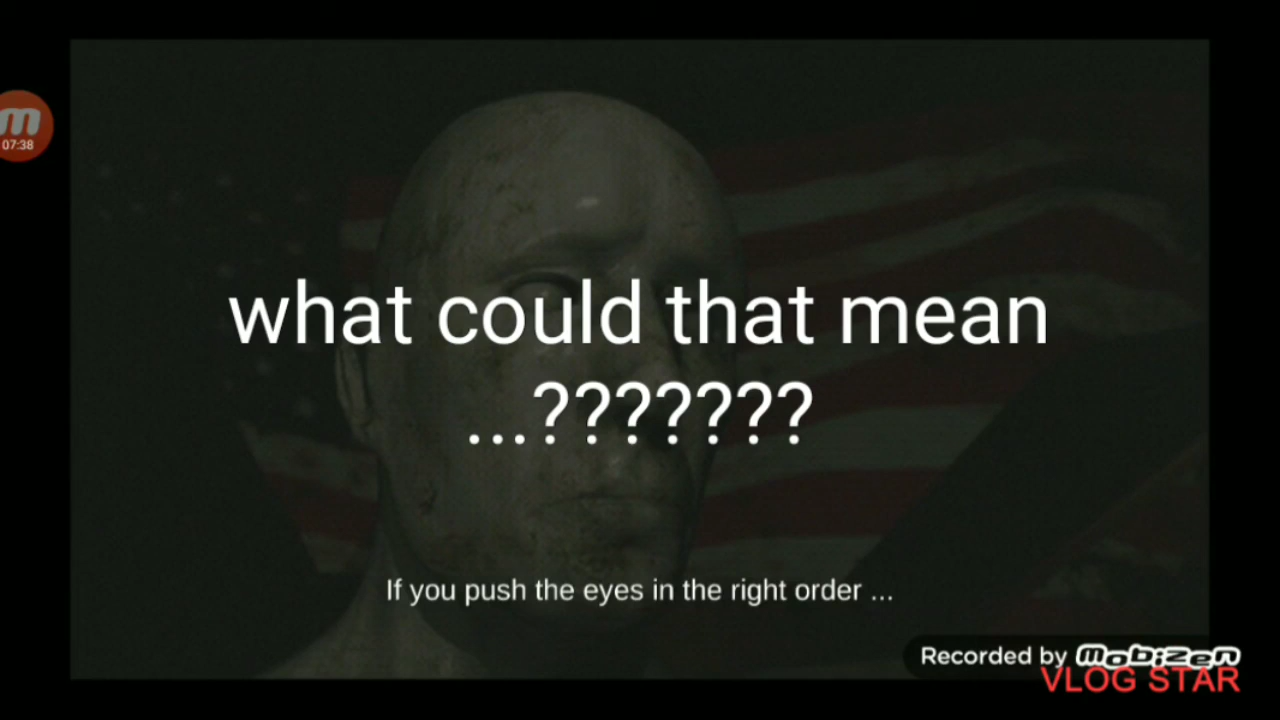 m
07:38
what could that mean
...???????
If you push the eyes in the right order ...
Recorded by mobizen
VLOG STAR